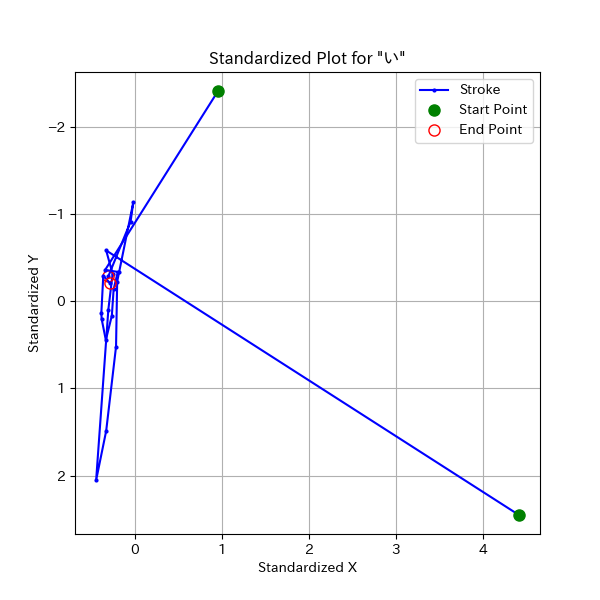 Standardized Plot for "い"
Stroke
Start Point
End Point
Standardized Y
−2
−1
0
1
2
0 1 2 3 4
Standardized X